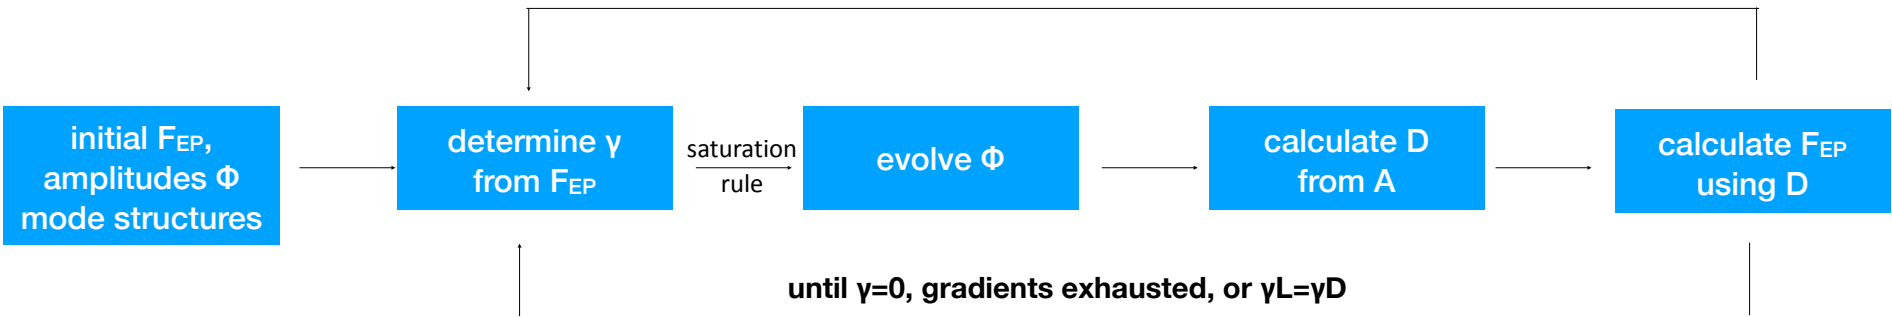 initial FEP,
amplitudes Φ
mode structures
determine γ
from FEP
saturation
rule
evolve Φ
calculate D
from A
calculate FEP
using D
until γ=0, gradients exhausted, or γL=γD